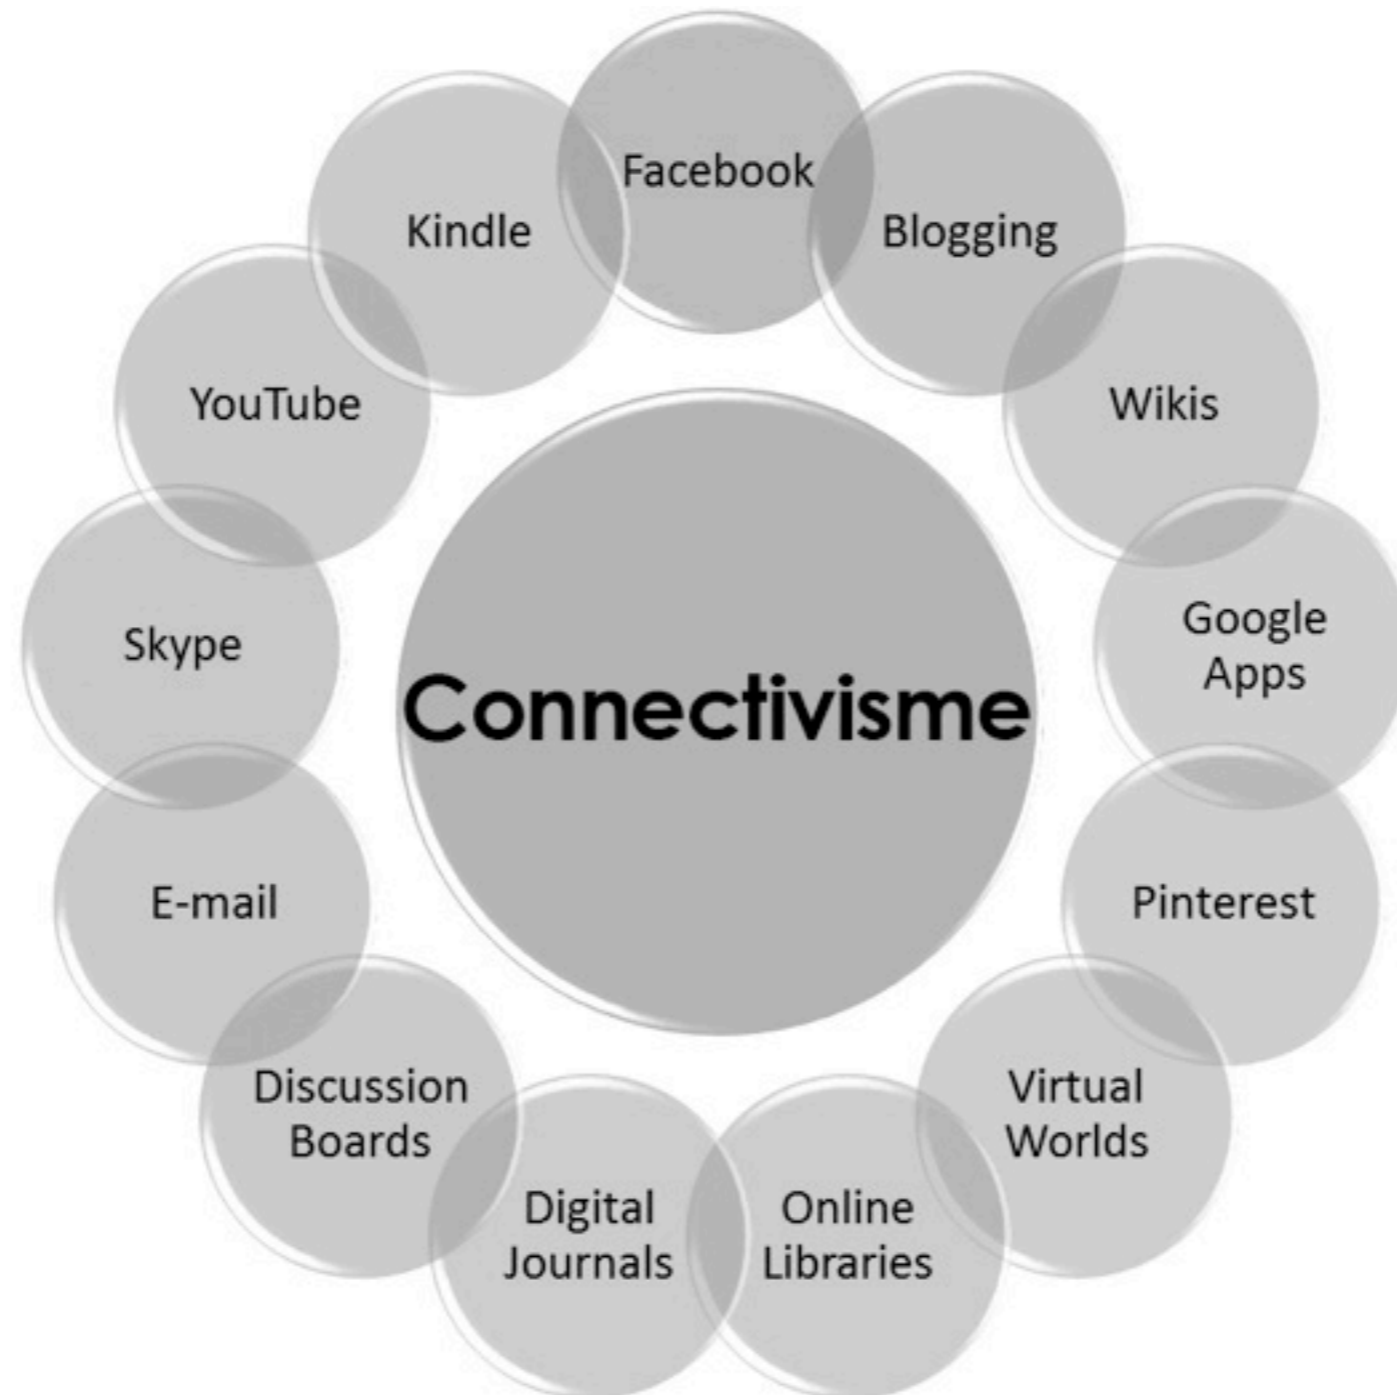 Facebook
Blogging
Wikis
Google
Apps
Pinterest
Virtual
Worlds
Online
Libraries
Digital
Journals
Discussion
Boards
E-mail
Skype
YouTube
Kindle
Connectivisme